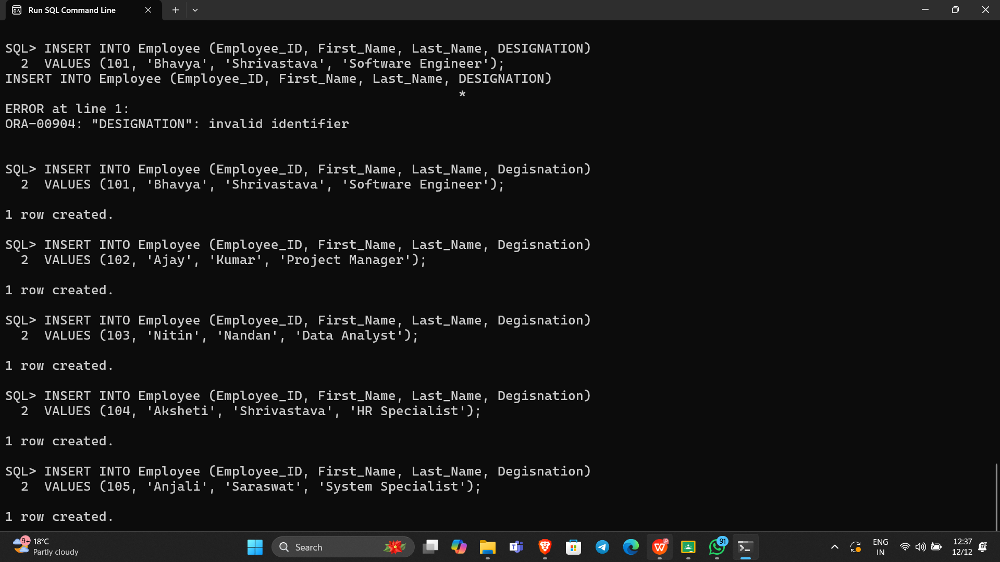 Run SQL Command Line
SQL> INSERT INTO Employee (Employee_ID, First_Name, Last_Name, DESIGNATION)
2 VALUES (101, 'Bhavya', 'Shrivastava', 'Software Engineer');
INSERT INTO Employee (Employee_ID, First_Name, Last_Name, DESIGNATION)
*
ERROR at line 1:
ORA-00904: "DESIGNATION": invalid identifier
SQL> INSERT INTO Employee (Employee_ID, First_Name, Last_Name, Degisnation)
2 VALUES (101, 'Bhavya', 'Shrivastava', 'Software Engineer');
1 row created.
SQL> INSERT INTO Employee (Employee_ID, First_Name, Last_Name, Degisnation)
2 VALUES (102, 'Ajay', 'Kumar', 'Project Manager');
1 row created.
SQL> INSERT INTO Employee (Employee_ID, First_Name, Last_Name, Degisnation)
2 VALUES (103, 'Nitin', 'Nandan', 'Data Analyst');
1 row created.
SQL> INSERT INTO Employee (Employee_ID, First_Name, Last_Name, Degisnation)
2 VALUES (104, 'Aksheti', 'Shrivastava', 'HR Specialist');
1 row created.
SQL> INSERT INTO Employee (Employee_ID, First_Name, Last_Name, Degisnation)
2 VALUES (105, 'Anjali', 'Saraswat', 'System Specialist');
1 row created.
9+ 18°C
Partly cloudy
Search
91
ENG
IN
12:37
12/12